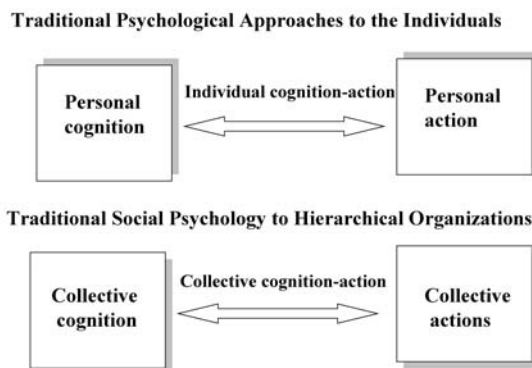 Traditional Psychological Approaches to the Individuals
Personal
cognition
Individual cognition-action
Personal
action
Traditional Social Psychology to Hierarchical Organizations
Collective
cognition
Collective cognition-action
Collective
actions